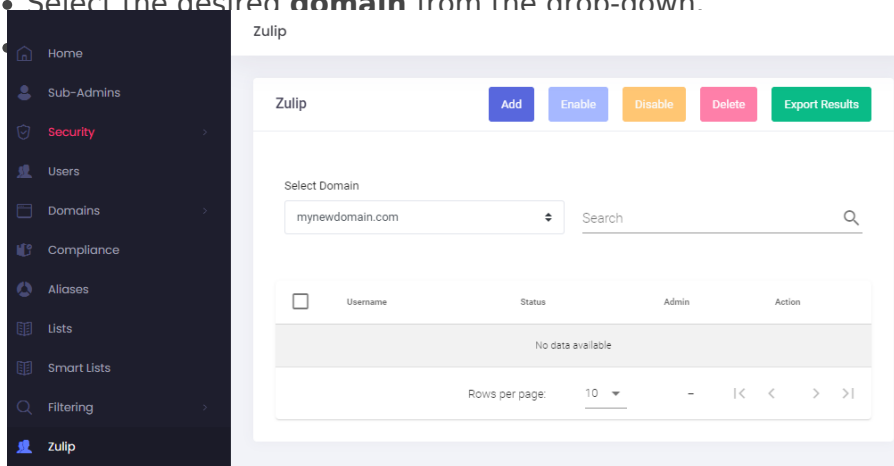 Select the desired domain from the drop-down.
Zulip
Home
Sub-Admins
Security
Users
Domains
Compliance
Aliases
Lists
Smart Lists
Filtering
Zulip
Zulip
Add
Enable
Disable
Delete
Export Results
Select Domain
mynewdomain.com
Search
Username Status Admin Action
No data available
Rows per page: 10 –